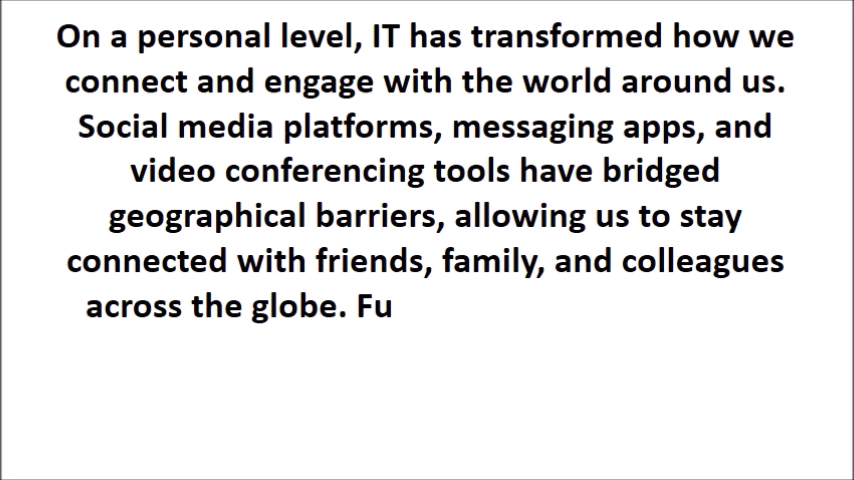 On a personal level, IT has transformed how we
connect and engage with the world around us.
Social media platforms, messaging apps, and
video conferencing tools have bridged
geographical barriers, allowing us to stay
connected with friends, family, and colleagues
across the globe. Fu